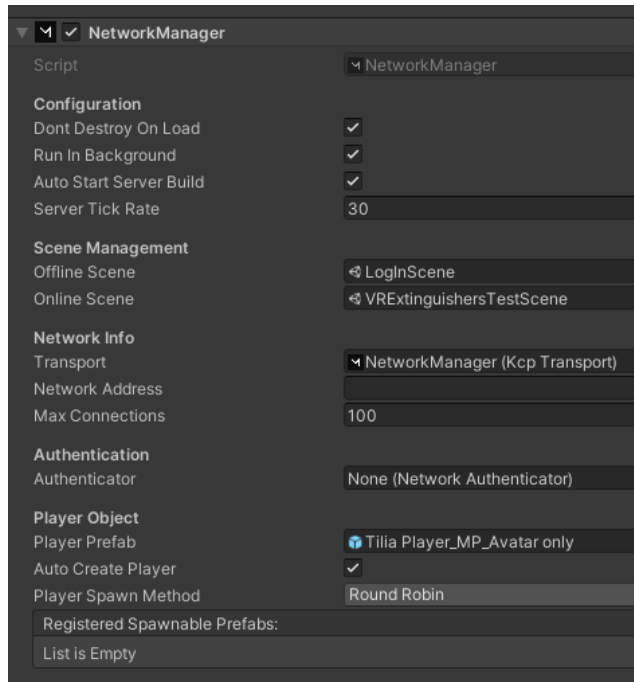 NetworkManager
Script NetworkManager
Configuration
Dont Destroy On Load
Run In Background
Auto Start Server Build
Server Tick Rate 30
Scene Management
Offline Scene LogInScene
Online Scene VRExtinguishersTestScene
Network Info
Transport NetworkManager (Kcp Transport)
Network Address
Max Connections 100
Authentication
Authenticator None (Network Authenticator)
Player Object
Player Prefab Tilia Player_MP_Avatar only
Auto Create Player
Player Spawn Method Round Robin
Registered Spawnable Prefabs:
List is Empty